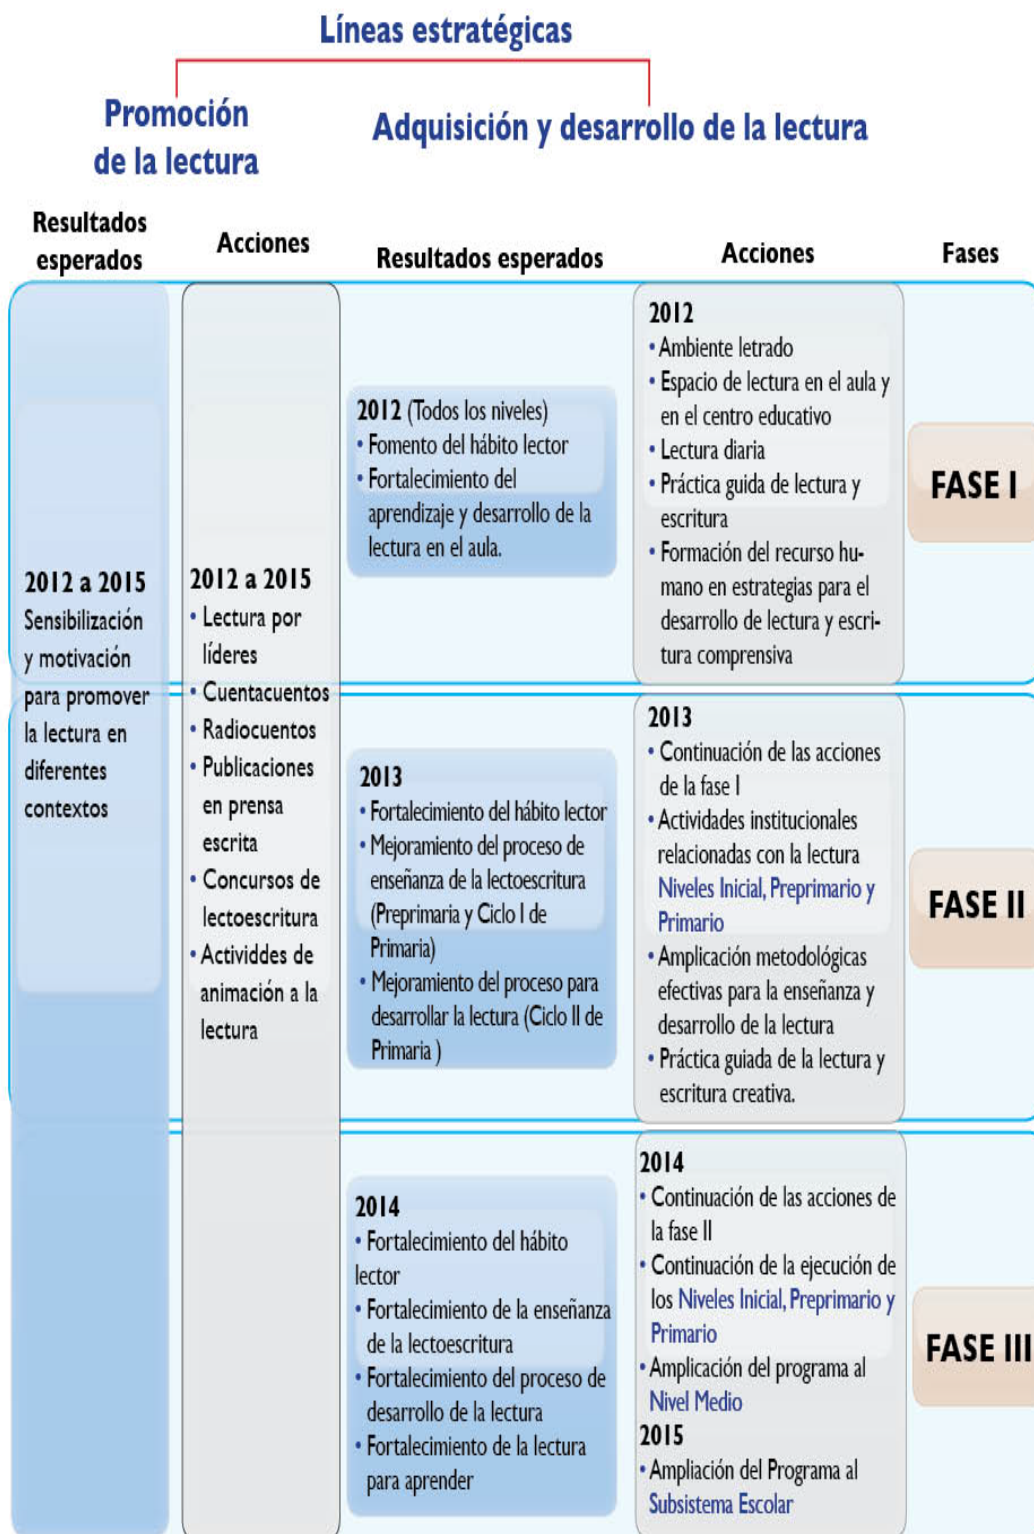 Líneas estratégicas
Promoción
de la lectura
Adquisición y desarrollo de la lectura
Resultados
esperados
Acciones
Resultados esperados
Acciones
Fases
2012 a 2015
Sensibilización
y motivación
para promover
la lectura en
diferentes
contextos
2012 a 2015
• Lectura por
líderes
• Cuentacuentos
• Radiocuentos
• Publicaciones
en prensa
escrita
• Concursos de
lectoescritura
• Actividdes de
animación a la
lectura
2012 (Todos los niveles)
• Fomento del hábito lector
• Fortalecimiento del
aprendizaje y desarrollo de la
lectura en el aula.
2012
• Ambiente letrado
• Espacio de lectura en el aula y
en el centro educativo
• Lectura diaria
• Práctica guida de lectura y
escritura
• Formación del recurso hu-
mano en estrategias para el
desarrollo de lectura y escri-
tura comprensiva
FASE I
2013
• Fortalecimiento del hábito lector
• Mejoramiento del proceso de
enseñanza de la lectoescritura
(Preprimaria y Ciclo I de
Primaria)
• Mejoramiento del proceso para
desarrollar la lectura (Ciclo II de
Primaria )
2013
• Continuación de las acciones
de la fase I
• Actividades institucionales
relacionadas con la lectura
Niveles Inicial, Preprimario y
Primario
• Amplicación metodológicas
efectivas para la enseñanza y
desarrollo de la lectura
• Práctica guiada de la lectura y
escritura creativa.
FASE II
2014
• Fortalecimiento del hábito
lector
• Fortalecimiento de la enseñanza
de la lectoescritura
• Fortalecimiento del proceso de
desarrollo de la lectura
• Fortalecimiento de la lectura
para aprender
2014
• Continuación de las acciones de
la fase II
• Continuación de la ejecución de
los Niveles Inicial, Preprimario y
Primario
• Amplicación del programa al
Nivel Medio
2015
• Ampliación del Programa al
Subsistema Escolar
FASE III